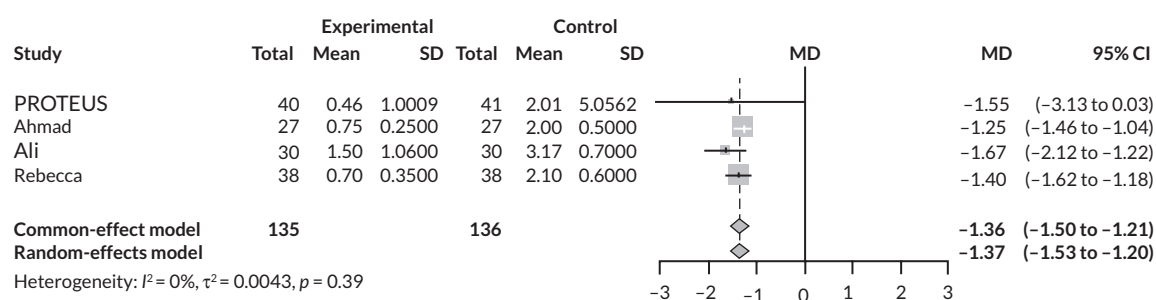 Experimental Control
Study Total Mean SD Total Mean SD MD MD 95% CI
PROTEUS 40 0.46 1.0009 41 2.01 5.0562 −1.55 (−3.13 to 0.03)
Ahmad 27 0.75 0.2500 27 2.00 0.5000 −1.25 (−1.46 to −1.04)
Ali 30 1.50 1.0600 30 3.17 0.7000 −1.67 (−2.12 to −1.22)
Rebecca 38 0.70 0.3500 38 2.10 0.6000 −1.40 (−1.62 to −1.18)
Common-effect model 135 136 −1.36 (−1.50 to −1.21)
Random-effects model −1.37 (−1.53 to −1.20)
Heterogeneity: I² = 0%, τ² = 0.0043, p = 0.39
−3 −2 −1 0 1 2 3